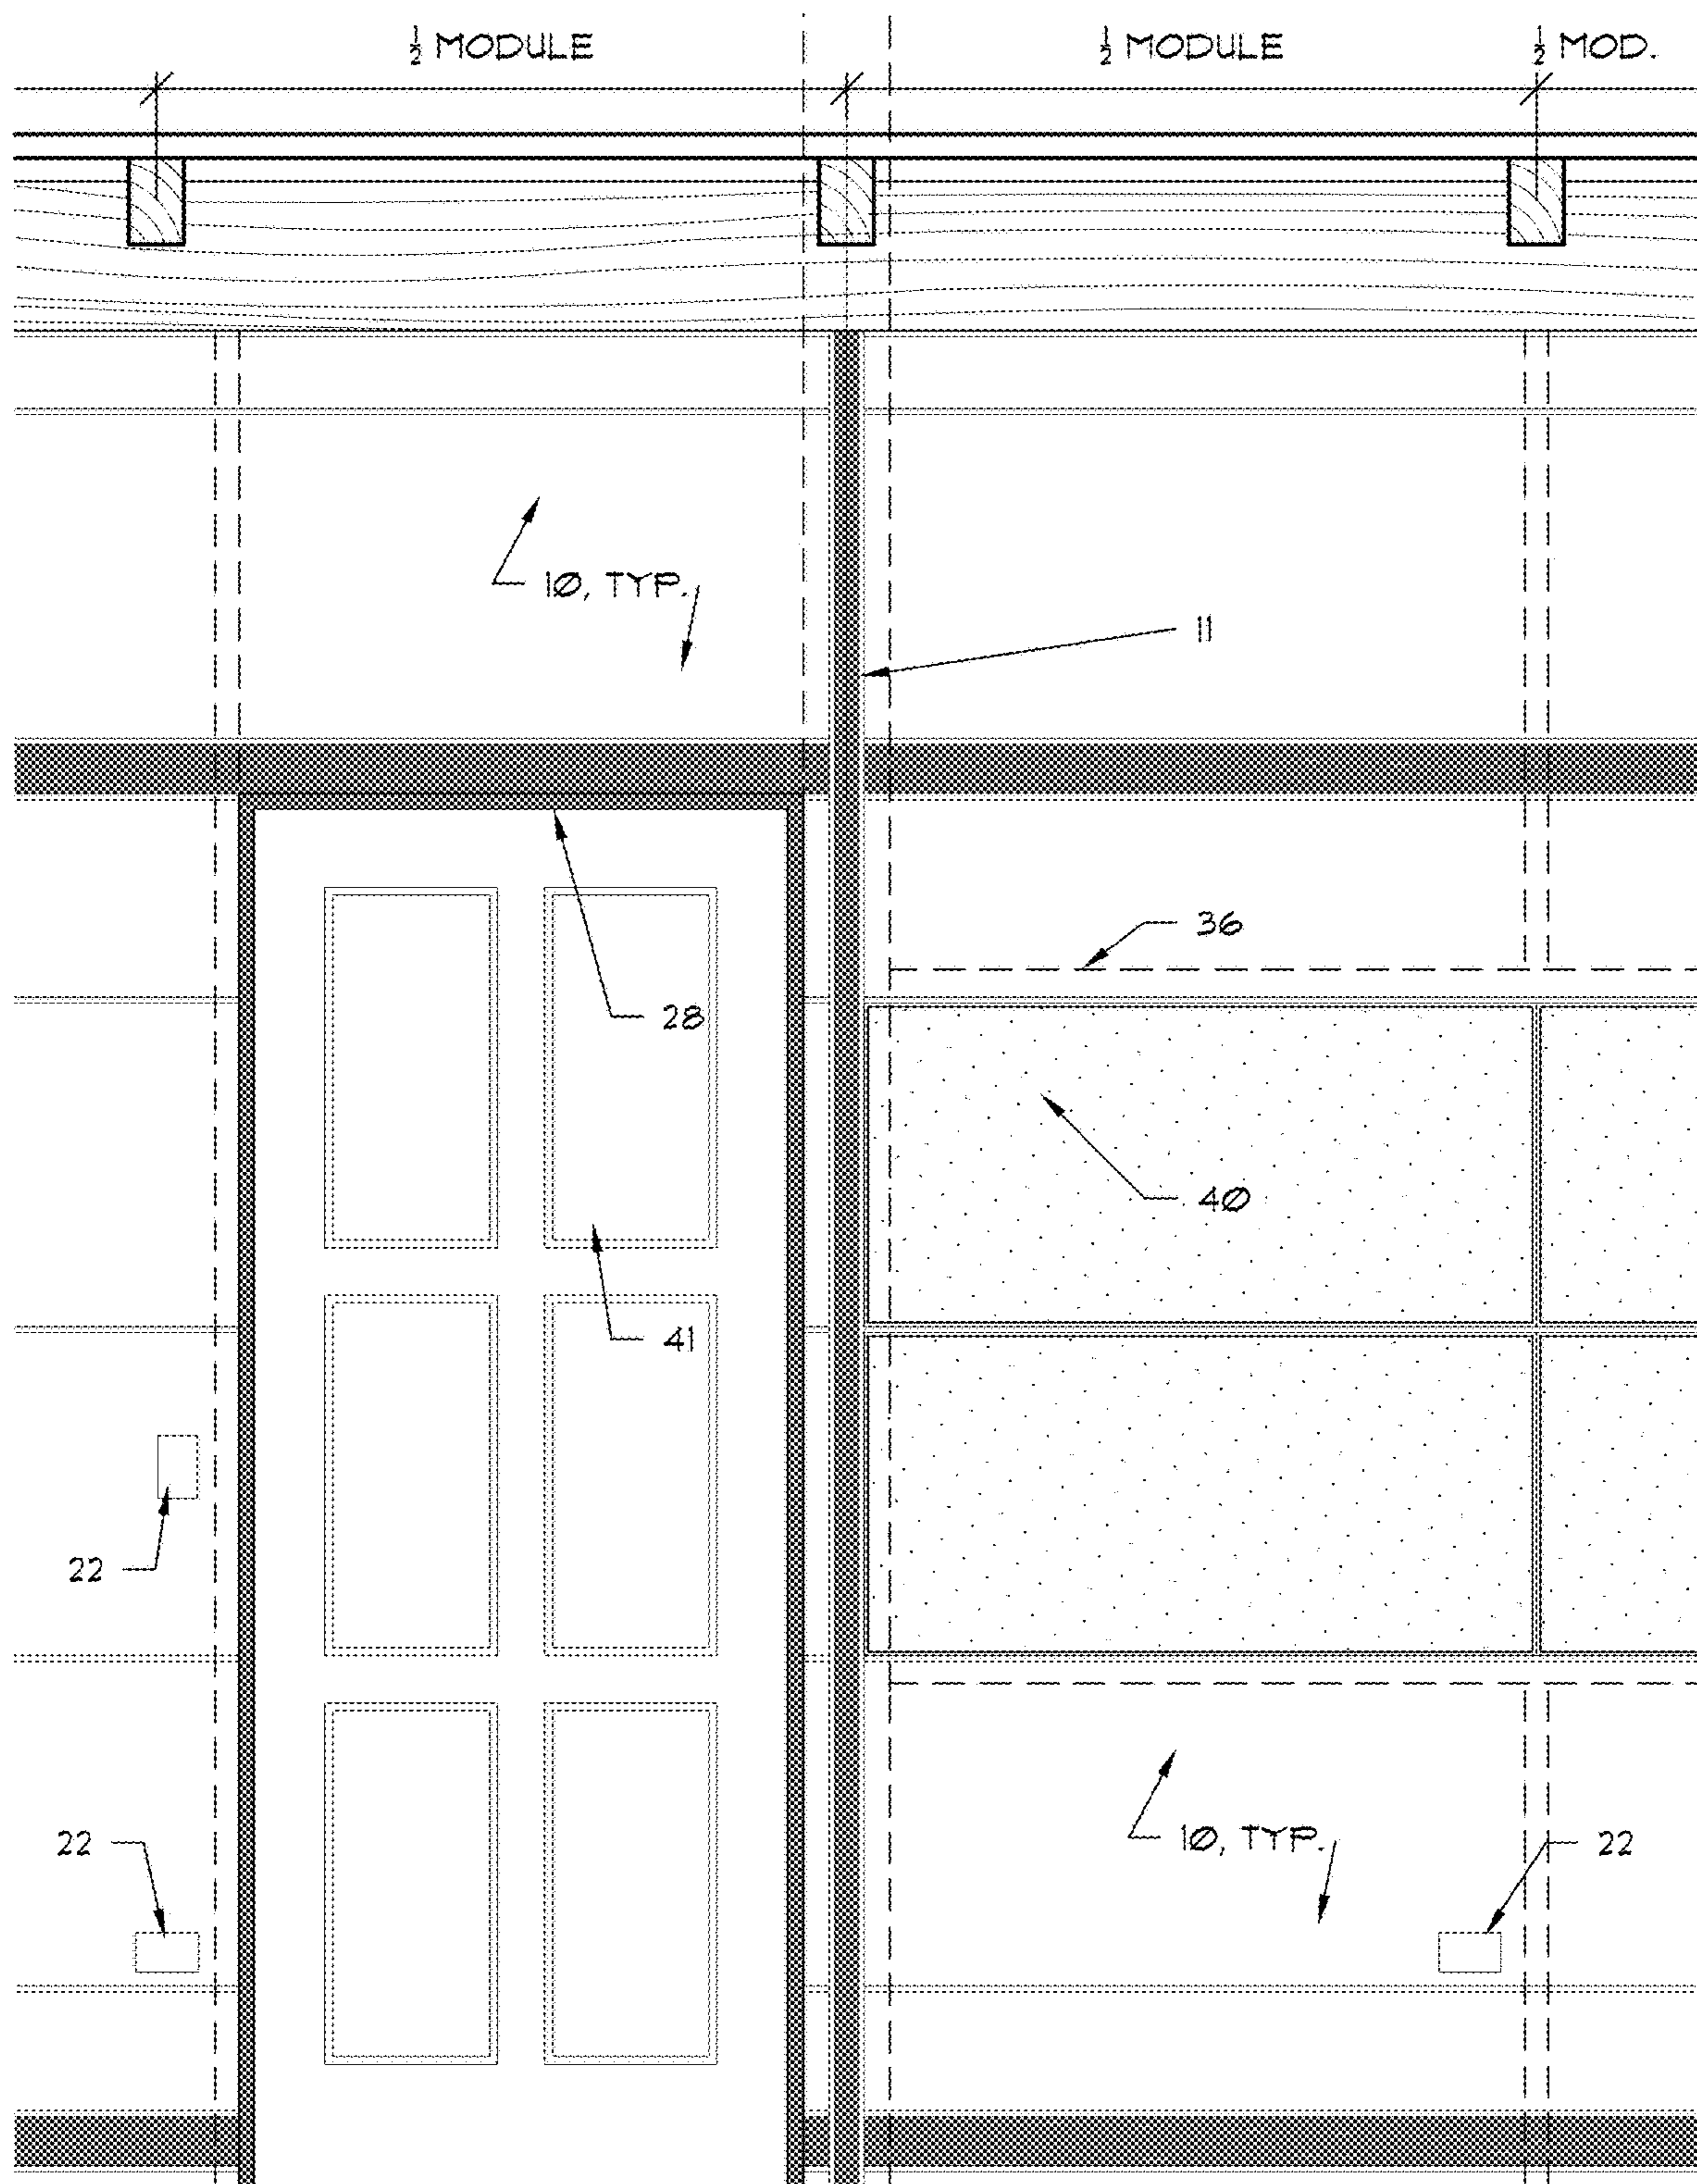 ½ MODULE ½ MODULE ½ MOD.
10, TYP.
11
36
28
40
41
22
22
10, TYP.
22